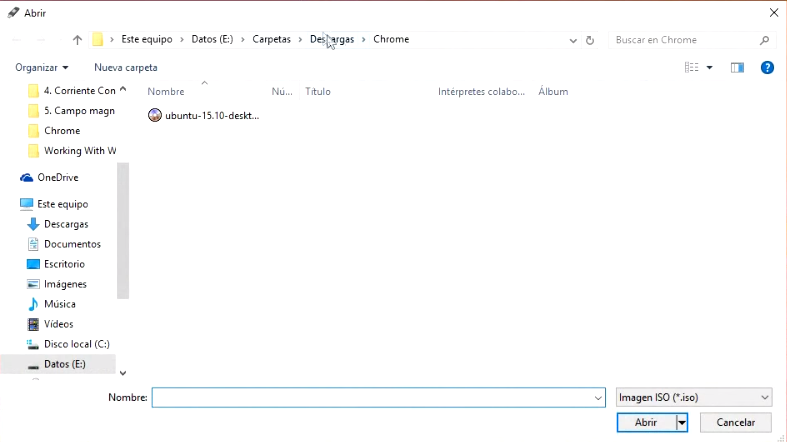 Abrir
Este equipo > Datos (E:) > Carpetas > Descargas > Chrome
Buscar en Chrome
Organizar
Nueva carpeta
Nombre
Nú...
Título
Intérpretes colabo...
Álbum
4. Corriente Con
5. Campo magn
Chrome
Working With W
OneDrive
Este equipo
Descargas
Documentos
Escritorio
Imágenes
Música
Vídeos
Disco local (C:)
Datos (E:)
ubuntu-15.10-deskt...
Nombre:
Imagen ISO (*.iso)
Abrir
Cancelar